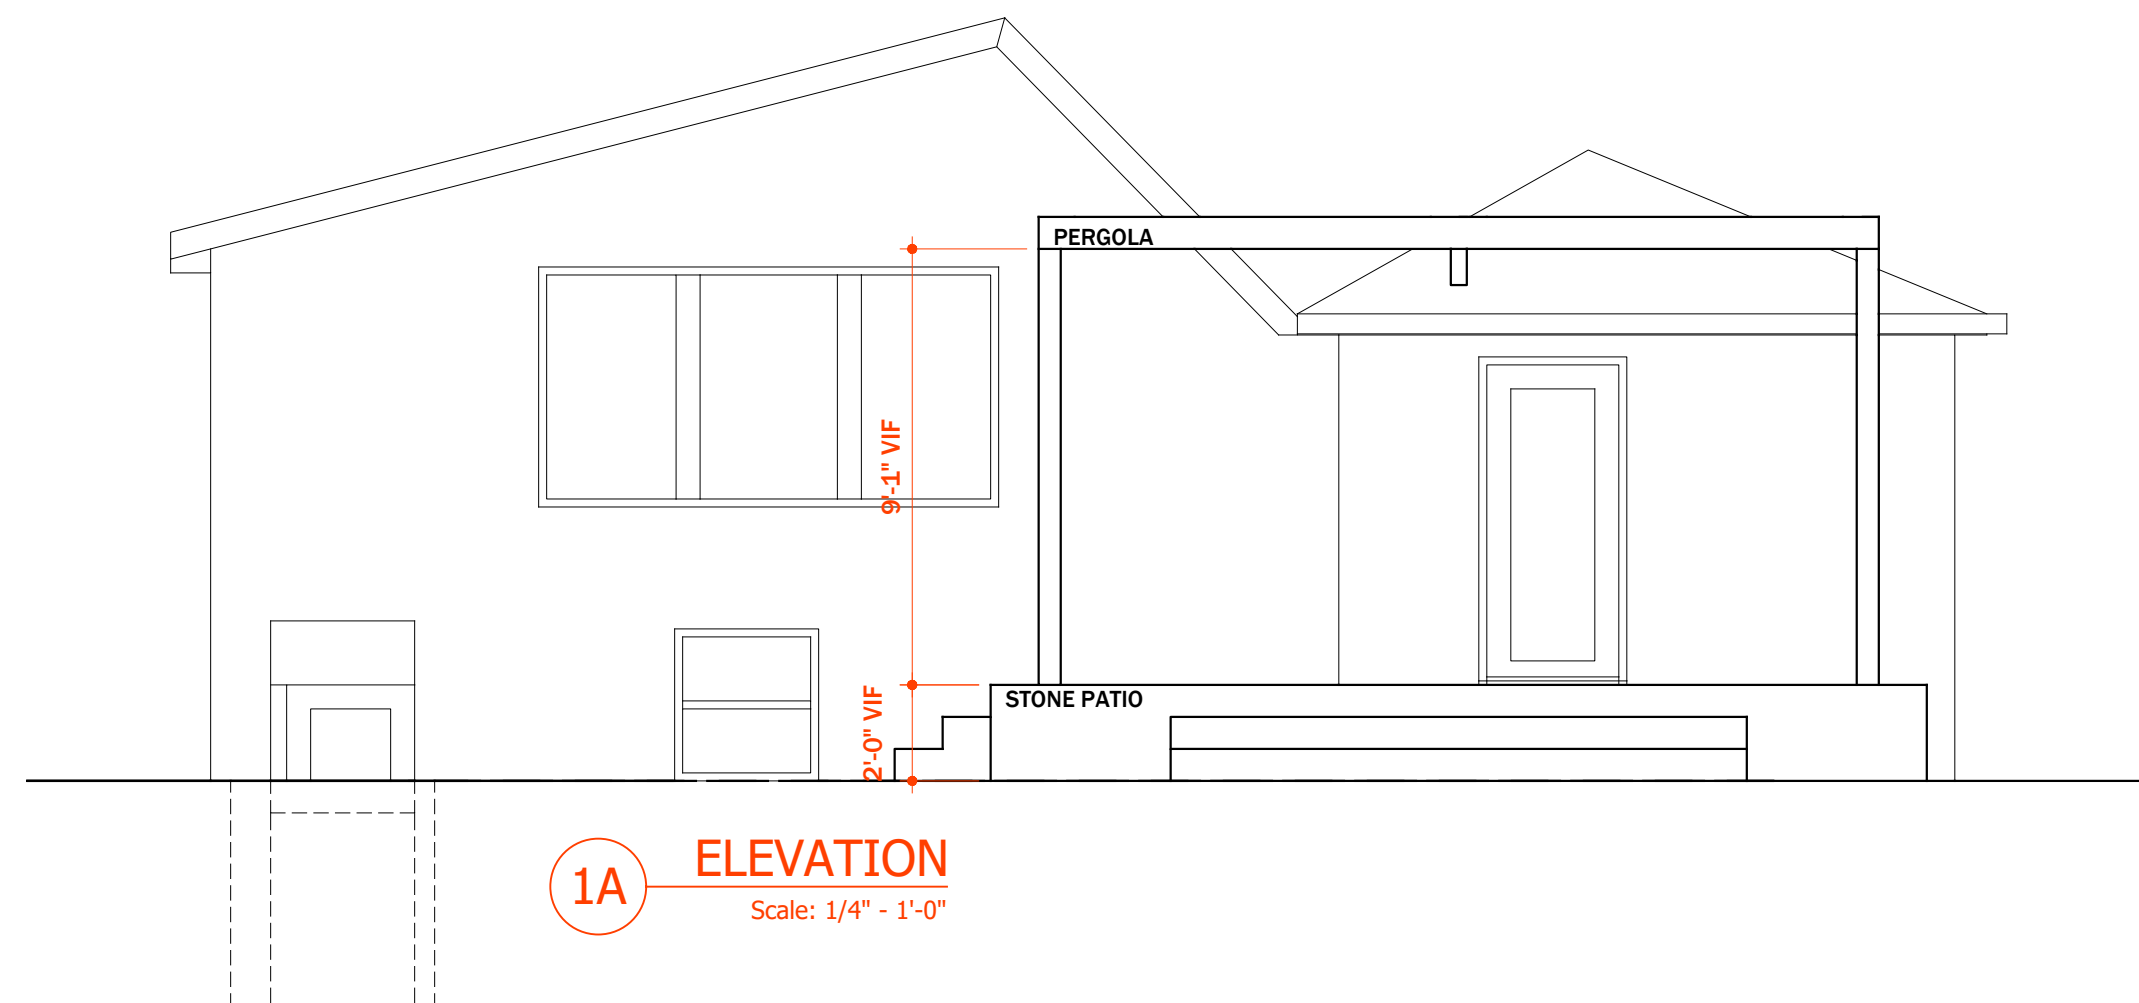 PERGOLA
9'-1" VIF
STONE PATIO
2'-0" VIF
1A
ELEVATION
Scale: 1/4" - 1'-0"